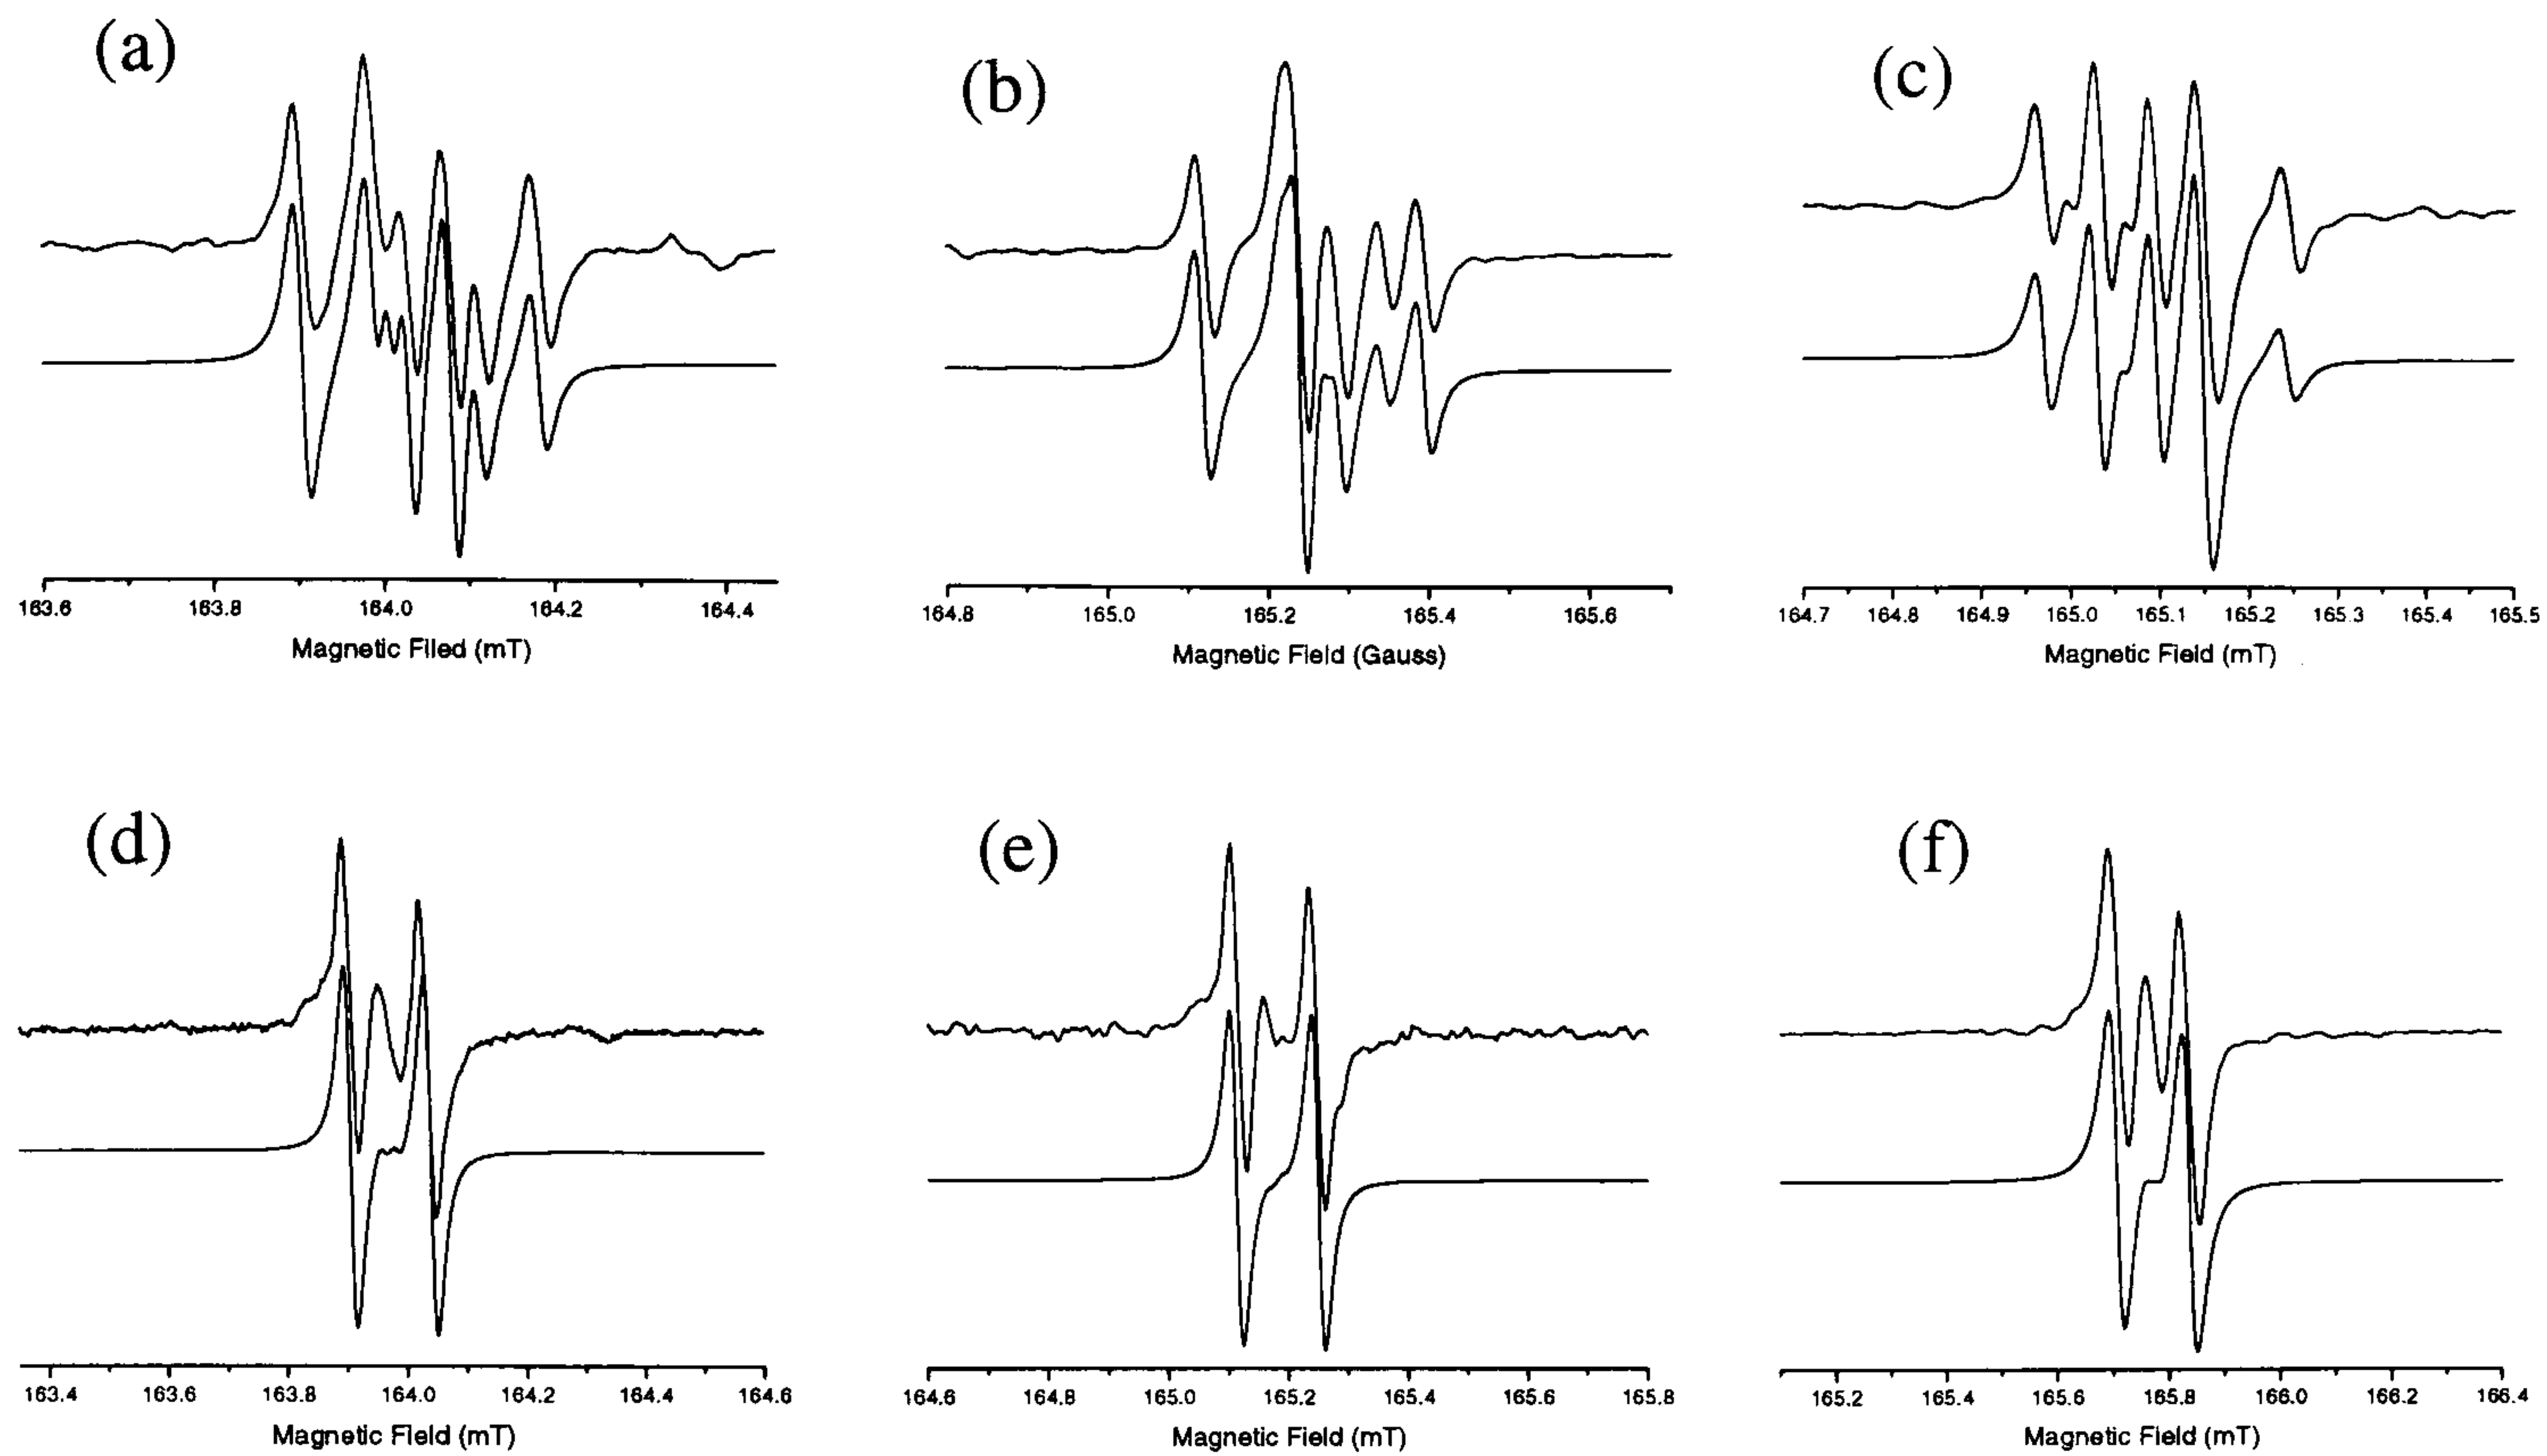 (a)
(b)
(c)
163.6 163.8 164.0 164.2 164.4
Magnetic Filed (mT)
164.8 165.0 165.2 165.4 165.6
Magnetic Field (Gauss)
164.7 164.8 164.9 165.0 165.1 165.2 165.3 165.4 165.5
Magnetic Field (mT)
(d)
(e)
(f)
163.4 163.6 163.8 164.0 164.2 164.4 164.6
Magnetic Field (mT)
164.6 164.8 165.0 165.2 165.4 165.6 165.8
Magnetic Field (mT)
165.2 165.4 165.6 165.8 166.0 166.2 166.4
Magnetic Field (mT)